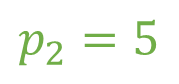 p₂ = 5